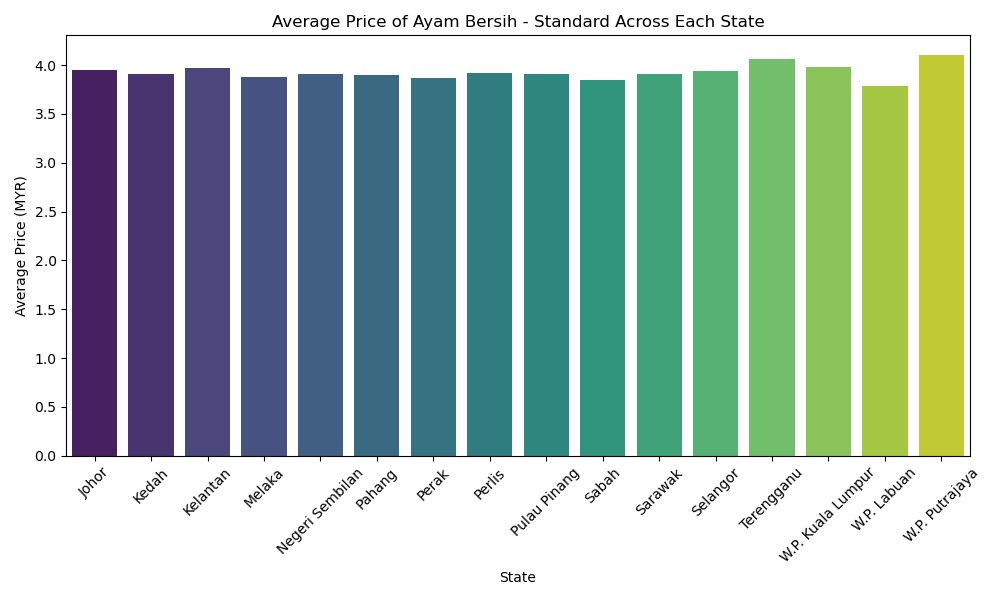 Average Price of Ayam Bersih - Standard Across Each State
Average Price (MYR)
4.0
3.5
3.0
2.5
2.0
1.5
1.0
0.5
0.0
Johor
Kedah
Kelantan
Melaka
Negeri Sembilan
Pahang
Perak
Perlis
Pulau Pinang
Sabah
Sarawak
Selangor
Terengganu
W.P. Kuala Lumpur
W.P. Labuan
W.P. Putrajaya
State